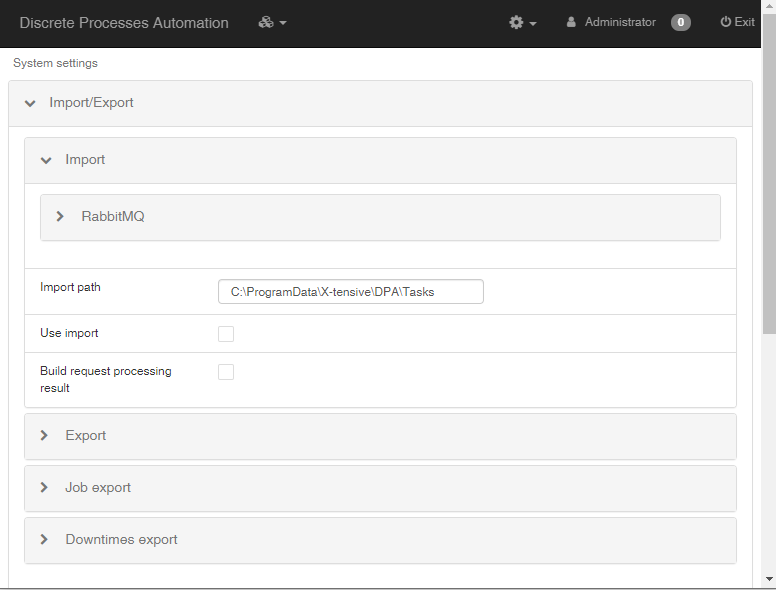 Discrete Processes Automation Administrator 0 Exit
System settings
Import/Export
Import
RabbitMQ
Import path C:\ProgramData\X-tensive\DPA\Tasks
Use import
Build request processing
result
Export
Job export
Downtimes export